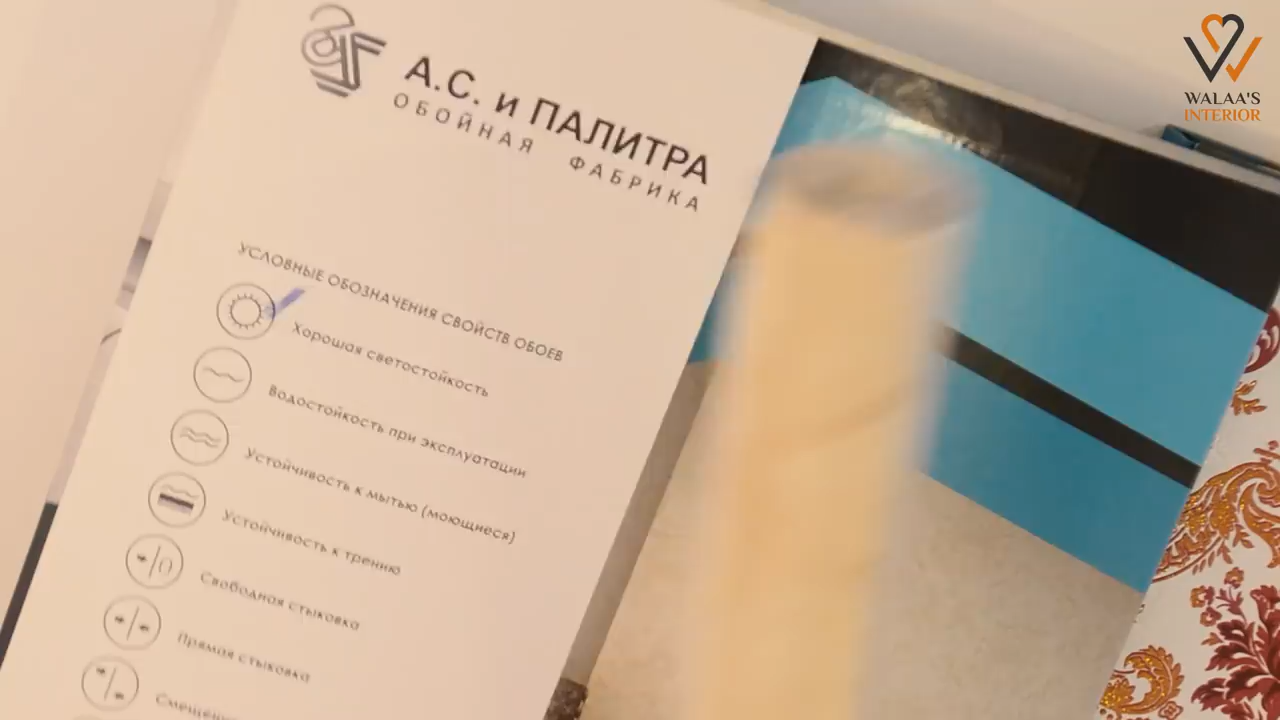 А.С. и ПАЛИТРА
ОБОЙНАЯ ФАБРИКА
УСЛОВНЫЕ ОБОЗНАЧЕНИЯ СВОЙСТВ ОБОЕВ
Хорошая светостойкость
Водостойкость при эксплуатации
Устойчивость к мытью (моющиеся)
Устойчивость к трению
Свободная стыковка
Прямая стыковка
WALAA'S
INTERIOR